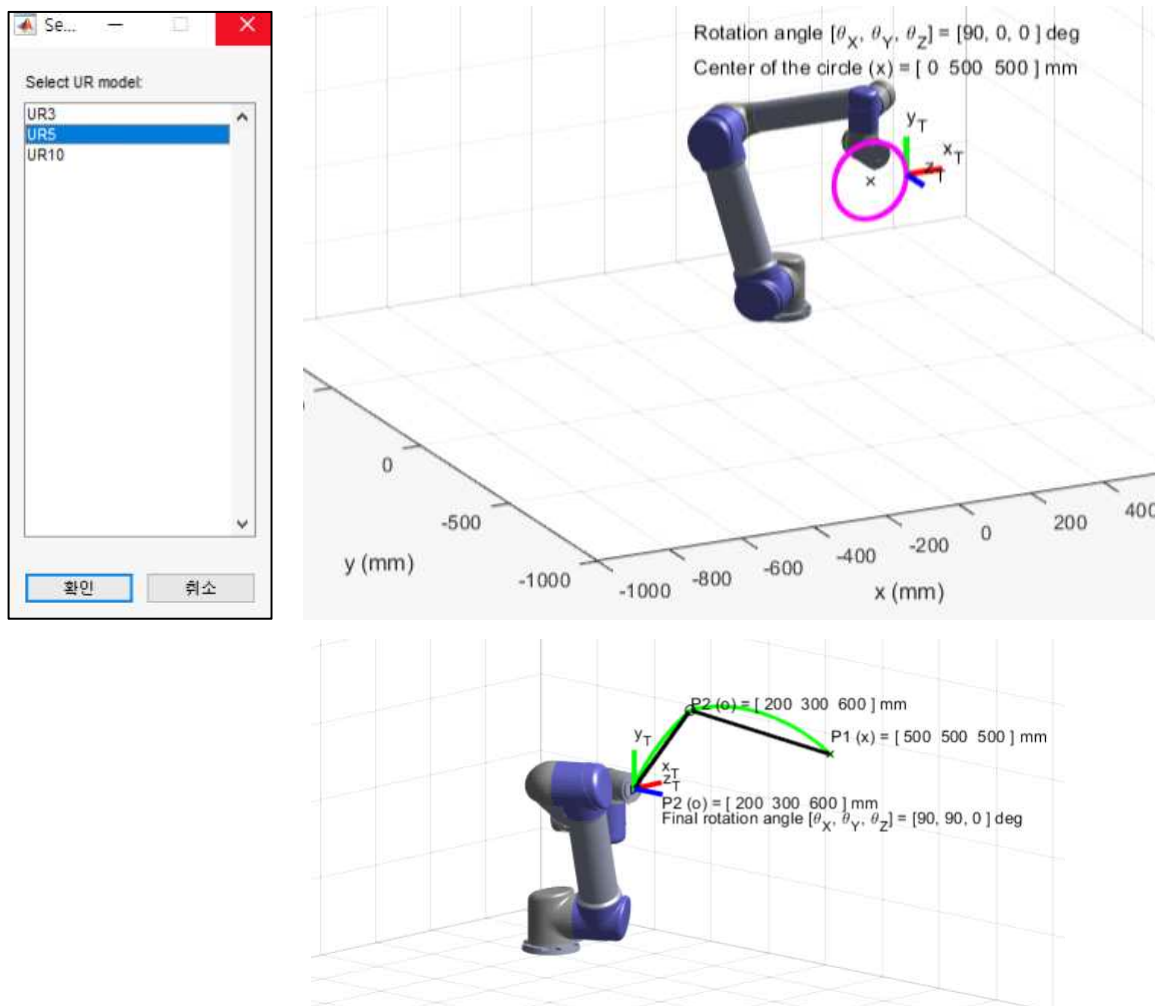 Se...
Select UR model:
UR3
UR5
UR10
확인
취소
Rotation angle [θX, θY, θZ] = [90, 0, 0 ] deg
Center of the circle (x) = [ 0 500 500 ] mm
yT
xT
zT
x
0
-500
-1000
y (mm)
-1000
-800
-600
-400
-200
0
200
400
x (mm)
P2 (o) = [ 200 300 600 ] mm
P1 (x) = [ 500 500 500 ] mm
yT
xT
zT
P2 (o) = [ 200 300 600 ] mm
Final rotation angle [θX, θY, θZ] = [90, 90, 0 ] deg